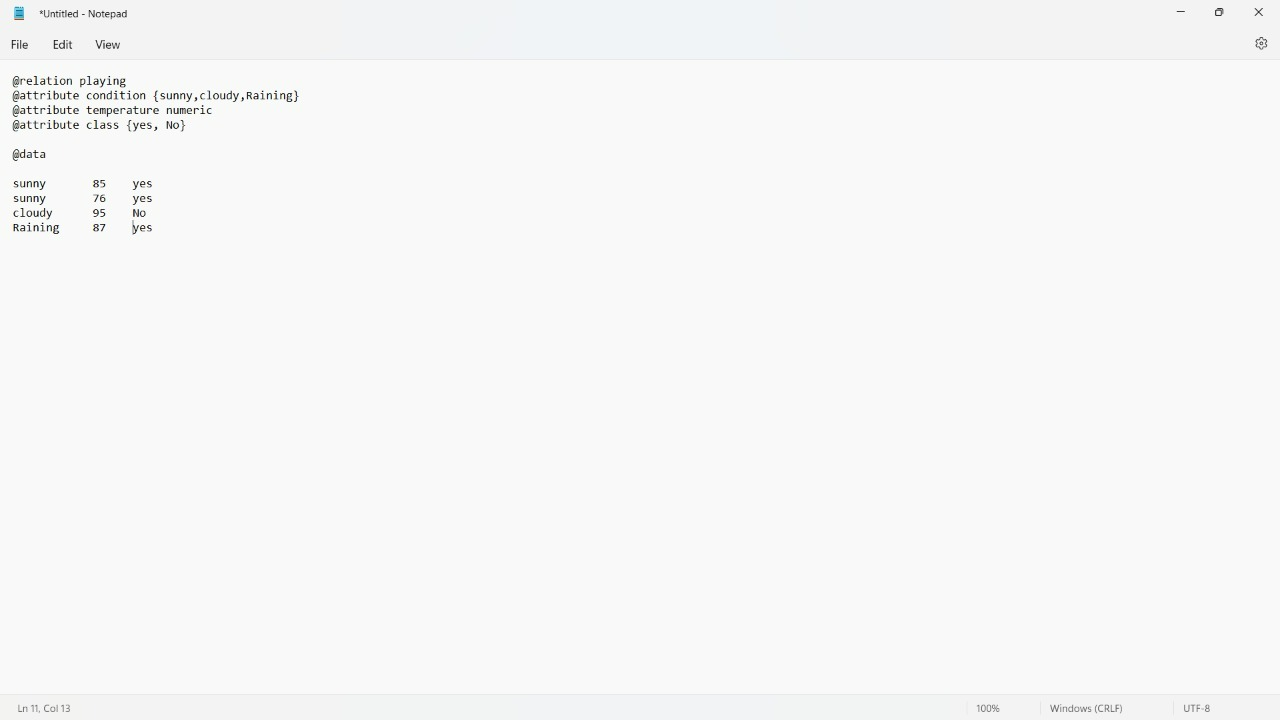 *Untitled - Notepad
File Edit View
@relation playing
@attribute condition {sunny,cloudy,Raining}
@attribute temperature numeric
@attribute class {yes, No}
@data
sunny 85 yes
sunny 76 yes
cloudy 95 No
Raining 87 yes
Ln 11, Col 13 100% Windows (CRLF) UTF-8